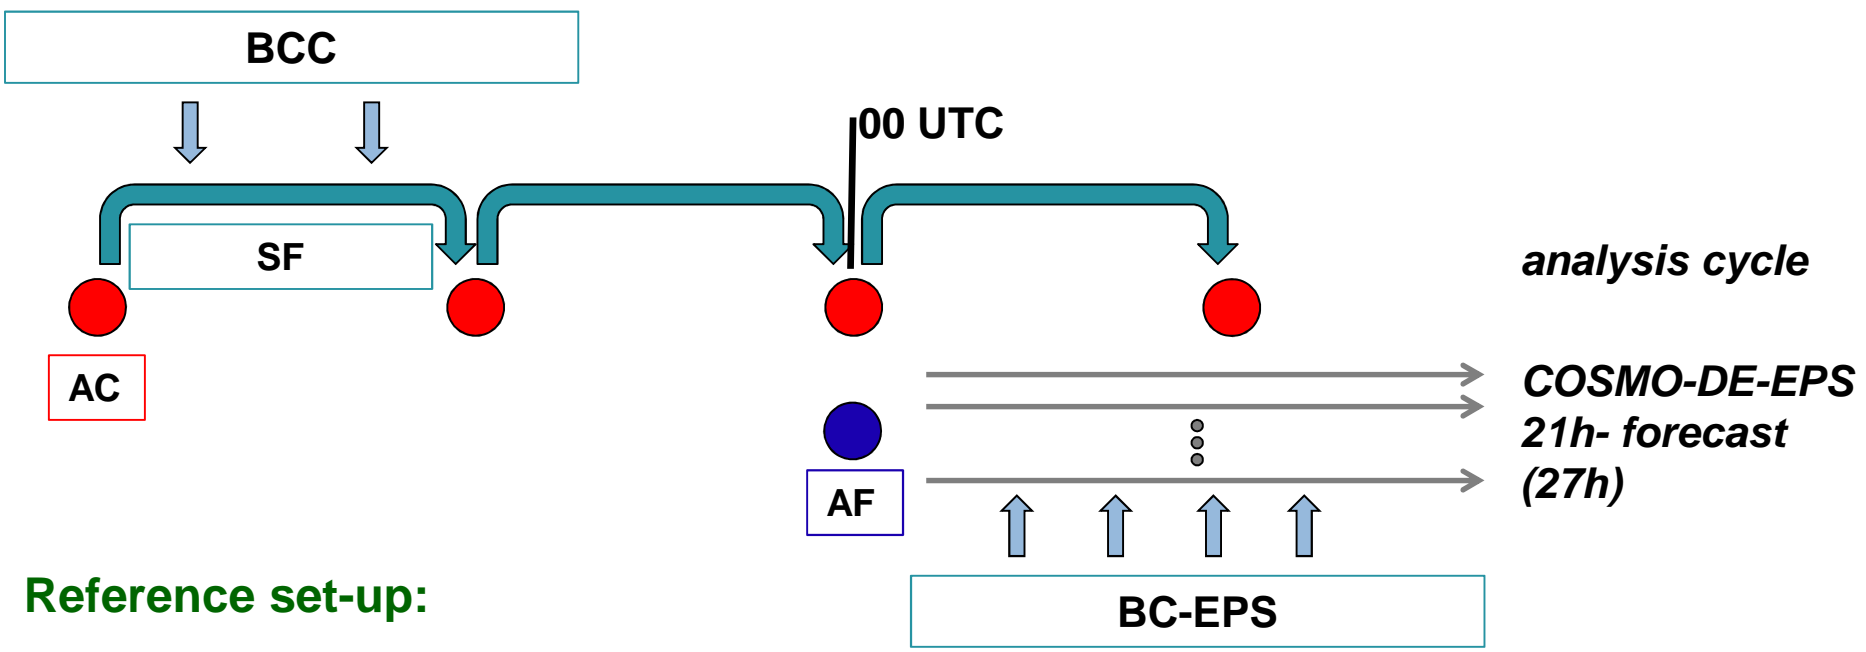 BCC
00 UTC
SF
analysis cycle
AC
COSMO-DE-EPS
21h- forecast
(27h)
AF
Reference set-up:
BC-EPS